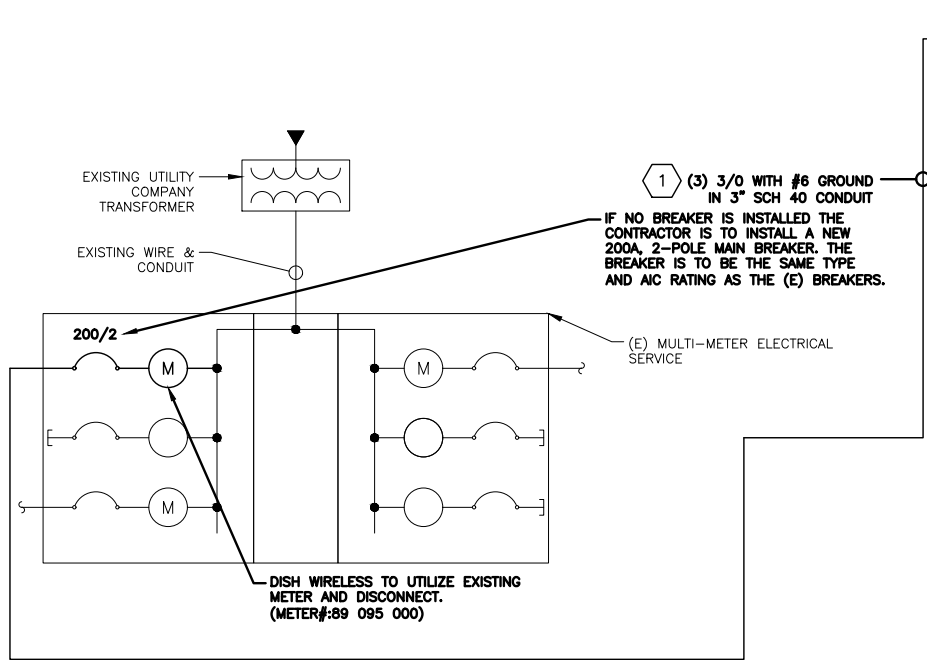 EXISTING UTILITY
COMPANY
TRANSFORMER
EXISTING WIRE &
CONDUIT
1
(3) 3/0 WITH #6 GROUND
IN 3" SCH 40 CONDUIT
IF NO BREAKER IS INSTALLED THE
CONTRACTOR IS TO INSTALL A NEW
200A, 2-POLE MAIN BREAKER. THE
BREAKER IS TO BE THE SAME TYPE
AND AIC RATING AS THE (E) BREAKERS.
200/2
(E) MULTI-METER ELECTRICAL
SERVICE
M
M
M
DISH WIRELESS TO UTILIZE EXISTING
METER AND DISCONNECT.
(METER#:89 095 000)